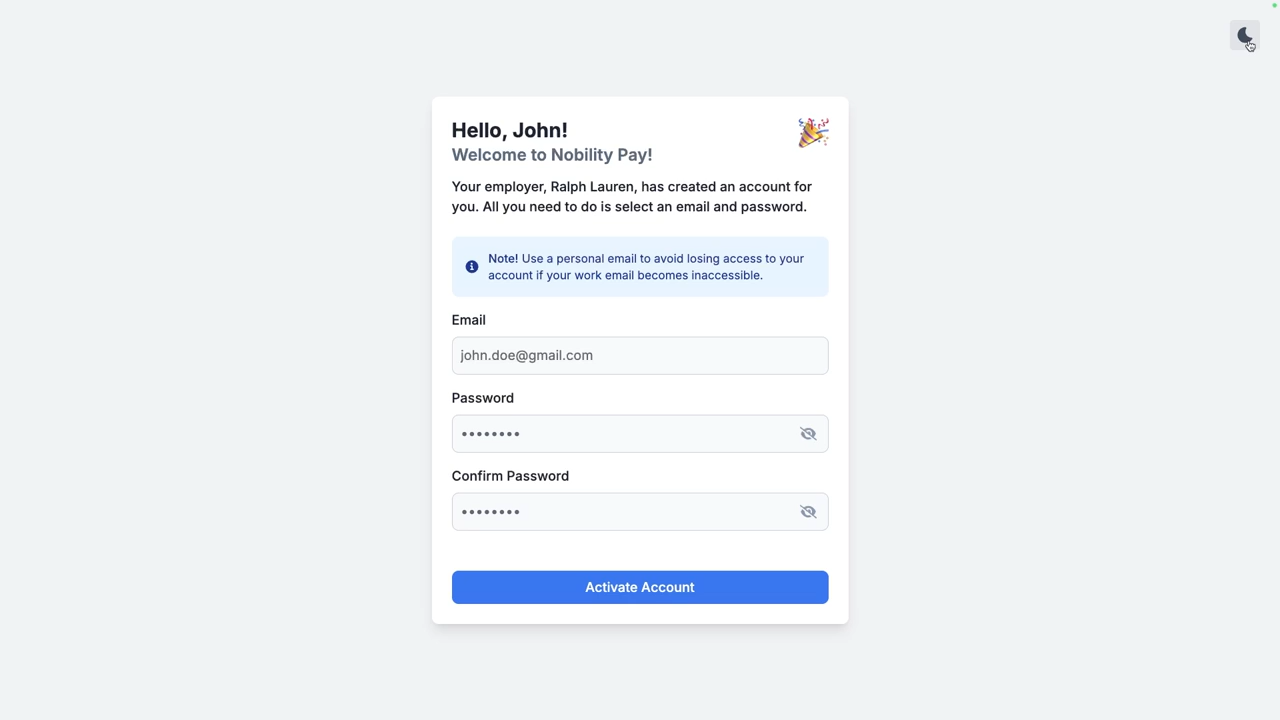 Hello, John!
Welcome to Nobility Pay!
Your employer, Ralph Lauren, has created an account for
you. All you need to do is select an email and password.
Note! Use a personal email to avoid losing access to your
account if your work email becomes inaccessible.
Email
john.doe@gmail.com
Password
••••••••
Confirm Password
••••••••
Activate Account